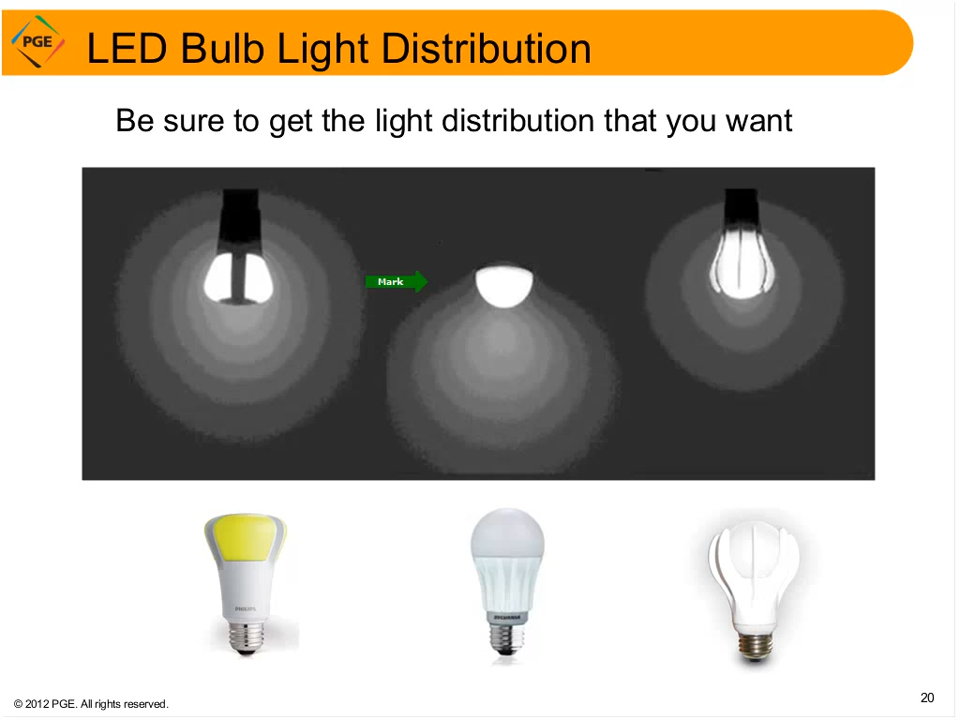 PGE
LED Bulb Light Distribution
Be sure to get the light distribution that you want
Mark
PHILIPS
SYLVANIA
© 2012 PGE. All rights reserved.
20